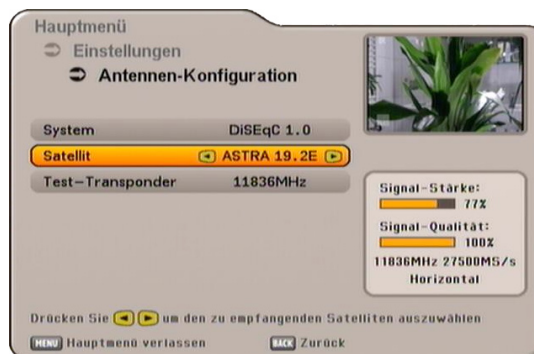 Hauptmenü
Einstellungen
Antennen-Konfiguration
System DiSEqC 1.0
Satellit ASTRA 19.2E
Test-Transponder 11836MHz
Signal-Stärke:
77%
Signal-Qualität:
100%
11836MHz 27500MS/s
Horizontal
Drücken Sie um den zu empfangenden Satelliten auszuwählen
MENU Hauptmenü verlassen BACK Zurück